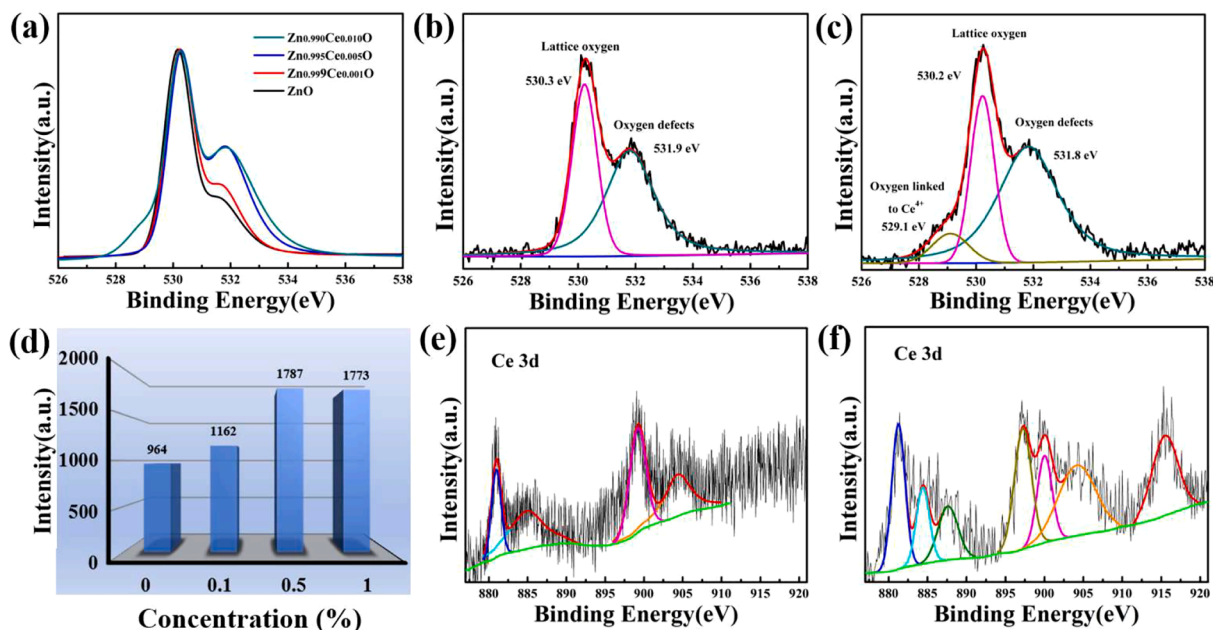 (a)
Zn0.990Ce0.010O
Zn0.995Ce0.005O
Zn0.999Ce0.001O
ZnO
Intensity(a.u.)
526 528 530 532 534 536 538
Binding Energy(eV)
(b)
Lattice oxygen
530.3 eV
Oxygen defects
531.9 eV
Intensity(a.u.)
526 528 530 532 534 536 538
Binding Energy(eV)
(c)
Lattice oxygen
530.2 eV
Oxygen defects
531.8 eV
Oxygen linked
to Ce4+
529.1 eV
Intensity(a.u.)
526 528 530 532 534 536 538
Binding Energy(eV)
(d)
Intensity(a.u.)
2000
1500
1000
500
0
964
1162
1787
1773
0 0.1 0.5 1
Concentration (%)
(e)
Ce 3d
Intensity(a.u.)
880 885 890 895 900 905 910 915 920
Binding Energy(eV)
(f)
Ce 3d
Intensity(a.u.)
880 885 890 895 900 905 910 915 920
Binding Energy(eV)